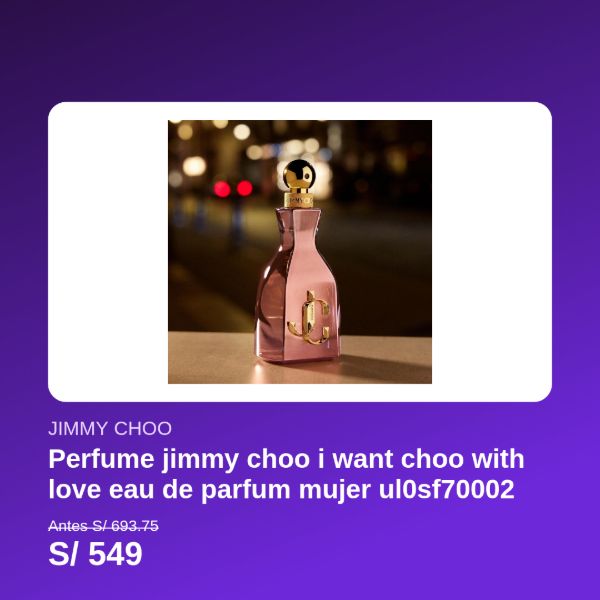 JIMMY CHOO
Perfume jimmy choo i want choo with
love eau de parfum mujer ul0sf70002
Antes S/ 693.75
S/ 549